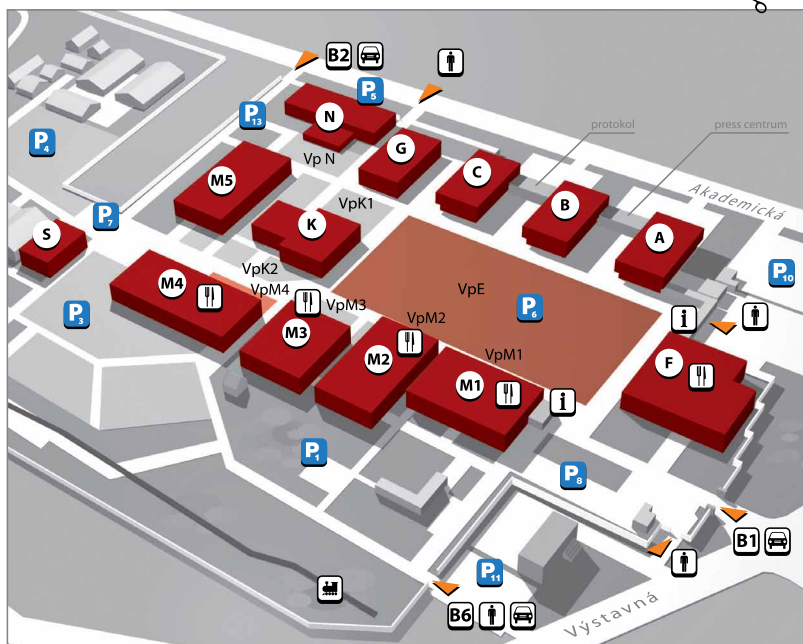 B2
P5
P13
N
protokol
press centrum
P4
Vp N
G
M5
C
Akademická
VpK1
B
P7
K
A
S
P10
VpK2
M4
VpM4
VpE
VpM3
P6
P3
VpM2
i
M3
VpM1
M2
F
M1
i
P1
P8
B1
P11
B6
Výstavná